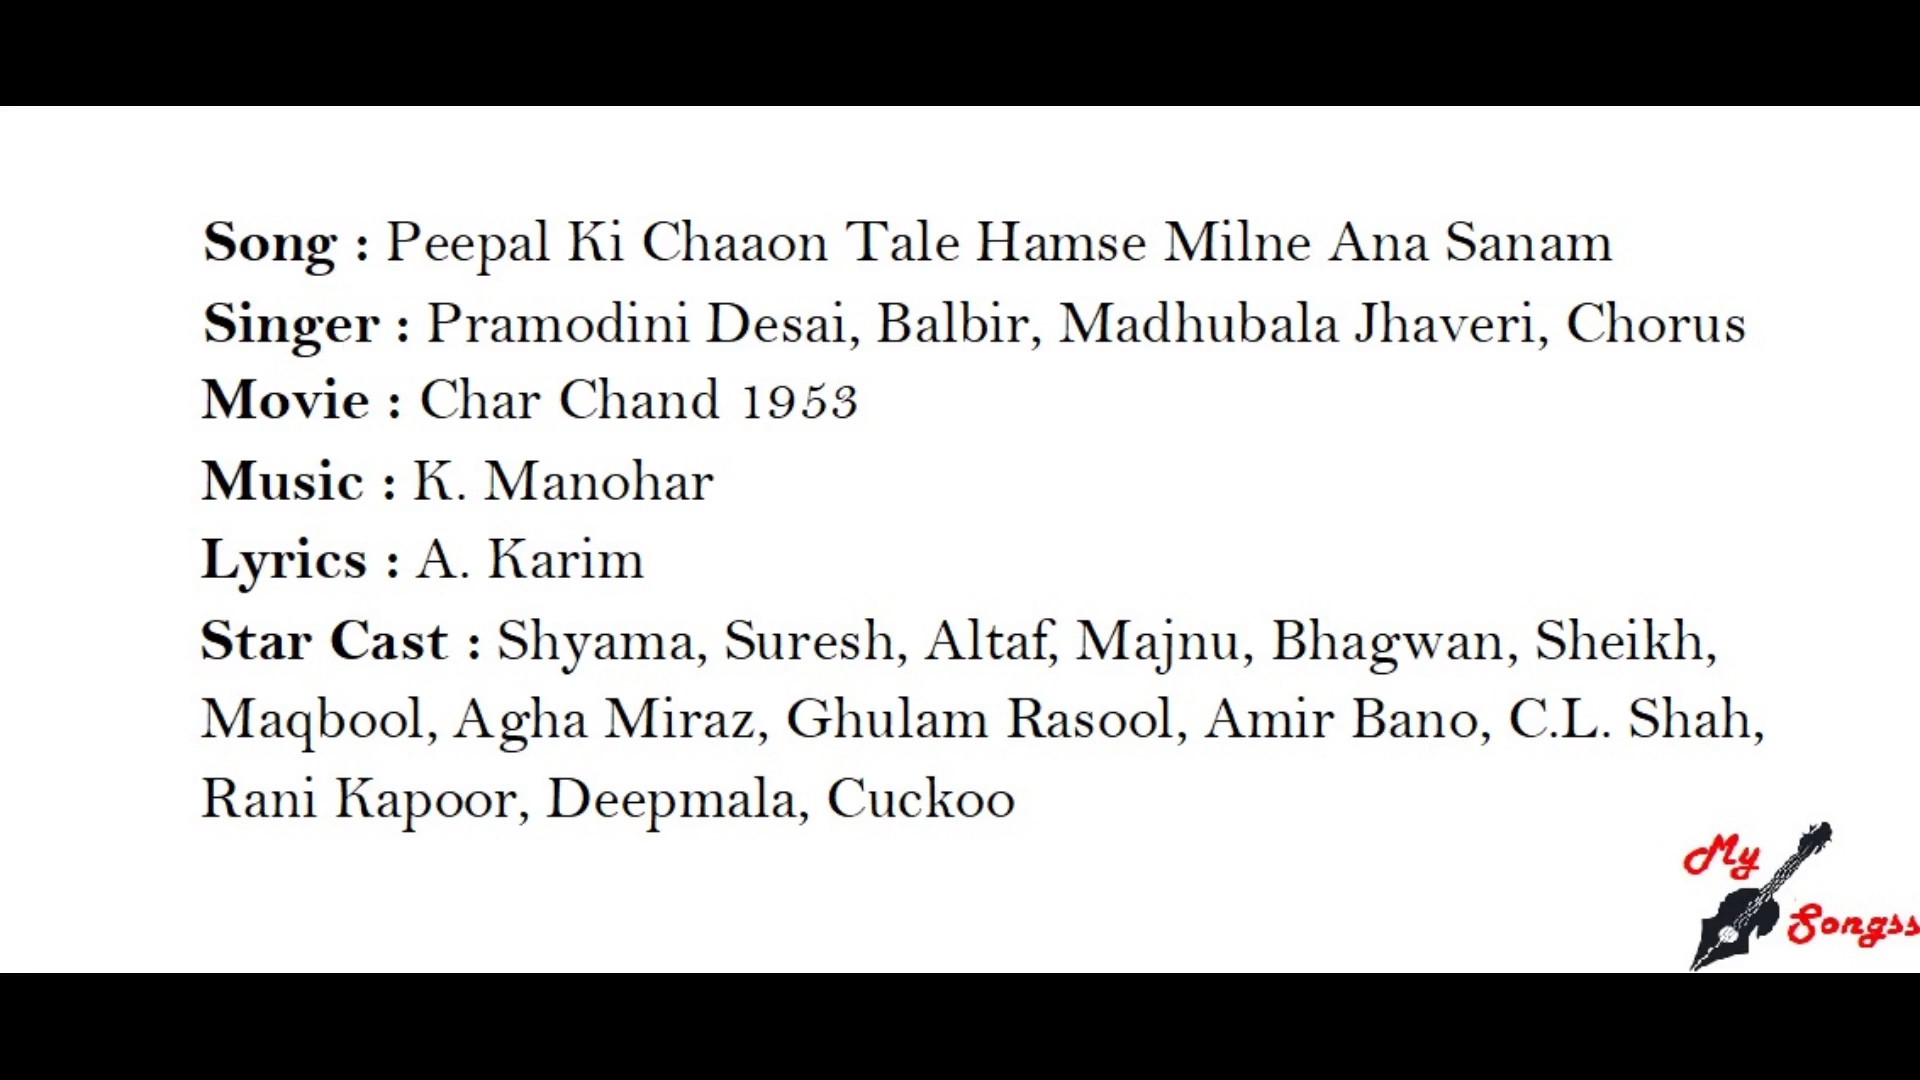 Song : Peepal Ki Chaaon Tale Hamse Milne Ana Sanam
Singer : Pramodini Desai, Balbir, Madhubala Jhaveri, Chorus
Movie : Char Chand 1953
Music : K. Manohar
Lyrics : A. Karim
Star Cast : Shyama, Suresh, Altaf, Majnu, Bhagwan, Sheikh,
Maqbool, Agha Miraz, Ghulam Rasool, Amir Bano, C.L. Shah,
Rani Kapoor, Deepmala, Cuckoo
My
Songss